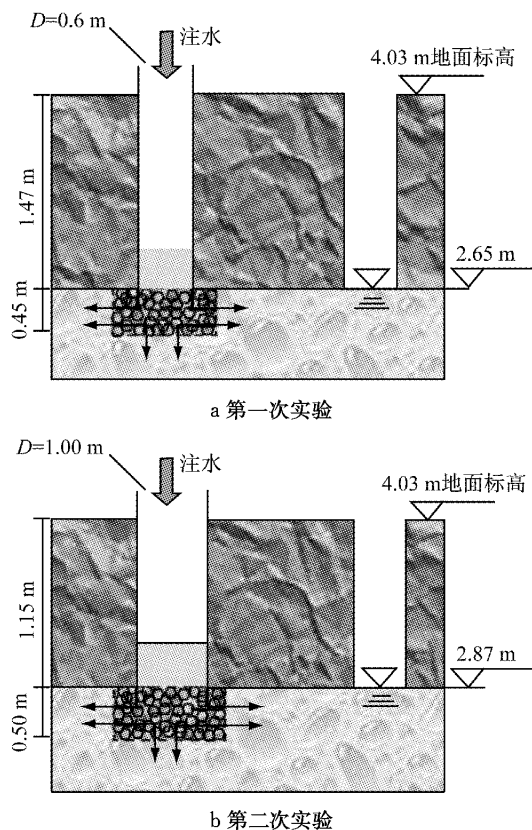 D=0.6 m
注水
4.03 m地面标高
1.47 m
2.65 m
0.45 m
a 第一次实验
D=1.00 m
注水
4.03 m地面标高
1.15 m
2.87 m
0.50 m
b 第二次实验